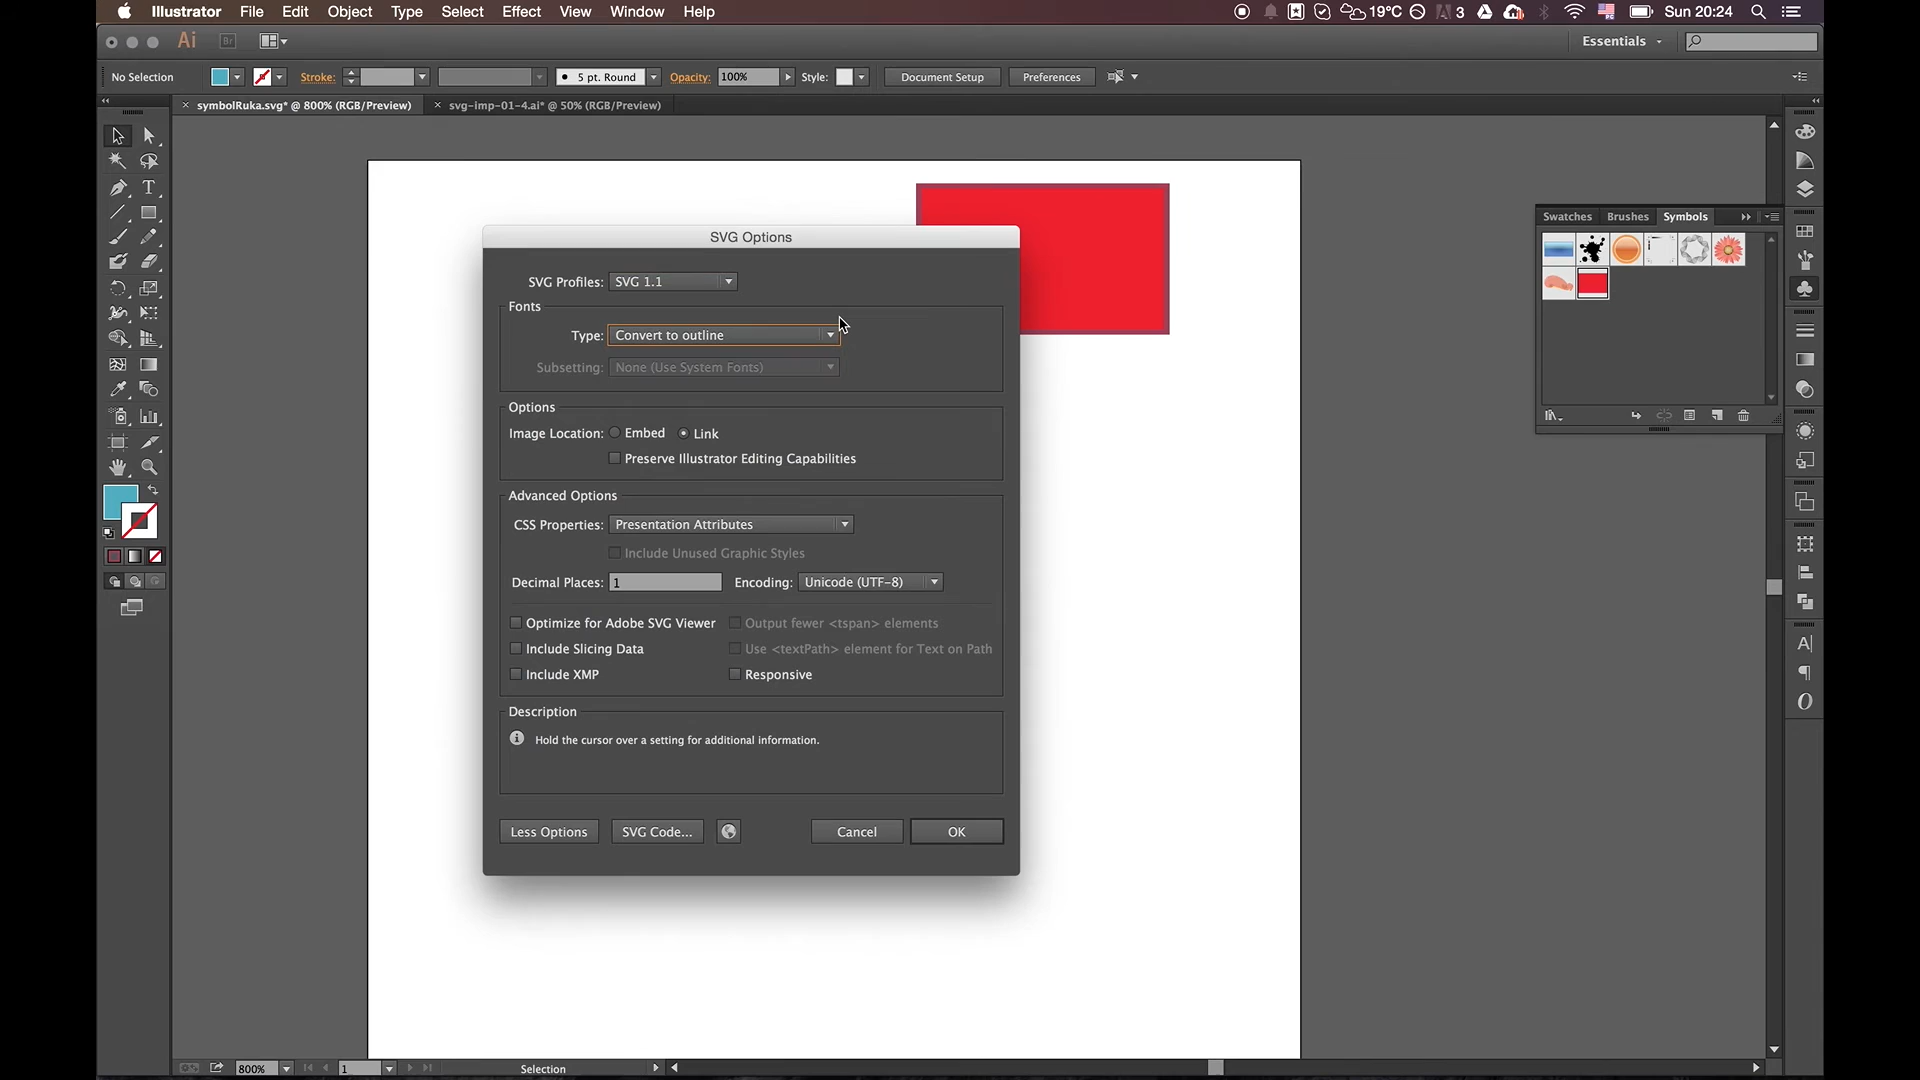 Illustrator File Edit Object Type Select Effect View Window Help
19°C 3 Sun 20:24
Ai Br Essentials
No Selection Stroke: 5 pt. Round Opacity: 100% Style: Document Setup Preferences
× symbolRuka.svg* @ 800% (RGB/Preview) × svg-imp-01-4.ai* @ 50% (RGB/Preview)
Swatches Brushes Symbols
SVG Options
SVG Profiles: SVG 1.1
Fonts
Type: Convert to outline
Subsetting: None (Use System Fonts)
Options
Image Location: Embed Link
Preserve Illustrator Editing Capabilities
Advanced Options
CSS Properties: Presentation Attributes
Include Unused Graphic Styles
Decimal Places: 1 Encoding: Unicode (UTF-8)
Optimize for Adobe SVG Viewer Output fewer <tspan> elements
Include Slicing Data Use <textPath> element for Text on Path
Include XMP Responsive
Description
Hold the cursor over a setting for additional information.
Less Options SVG Code... Cancel OK
800% 1 Selection